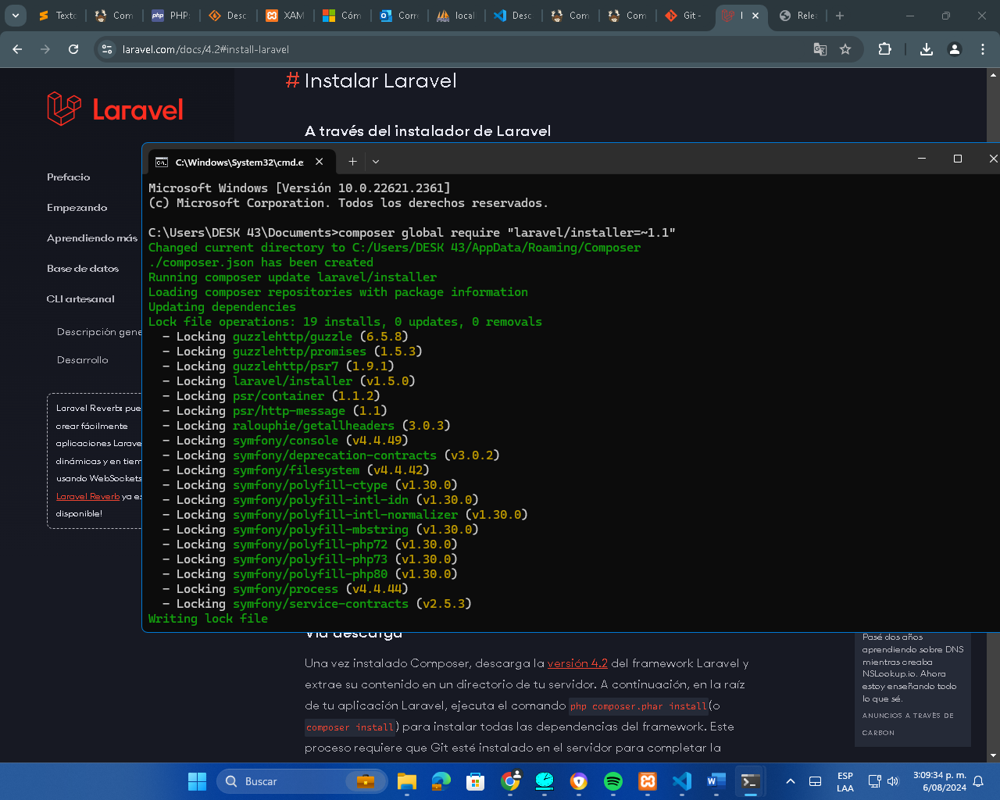 Texto
Com
PHP:
Desc
XAM
Cóm
Corre
local
Desc
Com
Com
Git -
Rele
laravel.com/docs/4.2#install-laravel
Laravel
# Instalar Laravel
A través del instalador de Laravel
Prefacio
Empezando
Aprendiendo más
Base de datos
CLI artesanal
Descripción gene
Desarrollo
Laravel Reverb: pue
crear fácilmente
aplicaciones Larave
dinámicas y en tiem
usando WebSockets
Laravel Reverb ya es
disponible!
C:\Windows\System32\cmd.e
Microsoft Windows [Versión 10.0.22621.2361]
(c) Microsoft Corporation. Todos los derechos reservados.
C:\Users\DESK 43\Documents>composer global require "laravel/installer=~1.1"
Changed current directory to C:/Users/DESK 43/AppData/Roaming/Composer
./composer.json has been created
Running composer update laravel/installer
Loading composer repositories with package information
Updating dependencies
Lock file operations: 19 installs, 0 updates, 0 removals
- Locking guzzlehttp/guzzle (6.5.8)
- Locking guzzlehttp/promises (1.5.3)
- Locking guzzlehttp/psr7 (1.9.1)
- Locking laravel/installer (v1.5.0)
- Locking psr/container (1.1.2)
- Locking psr/http-message (1.1)
- Locking ralouphie/getallheaders (3.0.3)
- Locking symfony/console (v4.4.49)
- Locking symfony/deprecation-contracts (v3.0.2)
- Locking symfony/filesystem (v4.4.42)
- Locking symfony/polyfill-ctype (v1.30.0)
- Locking symfony/polyfill-intl-idn (v1.30.0)
- Locking symfony/polyfill-intl-normalizer (v1.30.0)
- Locking symfony/polyfill-mbstring (v1.30.0)
- Locking symfony/polyfill-php72 (v1.30.0)
- Locking symfony/polyfill-php73 (v1.30.0)
- Locking symfony/polyfill-php80 (v1.30.0)
- Locking symfony/process (v4.4.44)
- Locking symfony/service-contracts (v2.5.3)
Writing lock file
Vía descarga
Una vez instalado Composer, descarga la versión 4.2 del framework Laravel y
extrae su contenido en un directorio de tu servidor. A continuación, en la raíz
de tu aplicación Laravel, ejecuta el comando php composer.phar install(o
composer install) para instalar todas las dependencias del framework. Este
proceso requiere que Git esté instalado en el servidor para completar la
Pasé dos años
aprendiendo sobre DNS
mientras creaba
NSLookup.io. Ahora
estoy enseñando todo
lo que sé.
ANUNCIOS A TRAVÉS DE
CARBON
Buscar
ESP
LAA
3:09:34 p. m.
6/08/2024